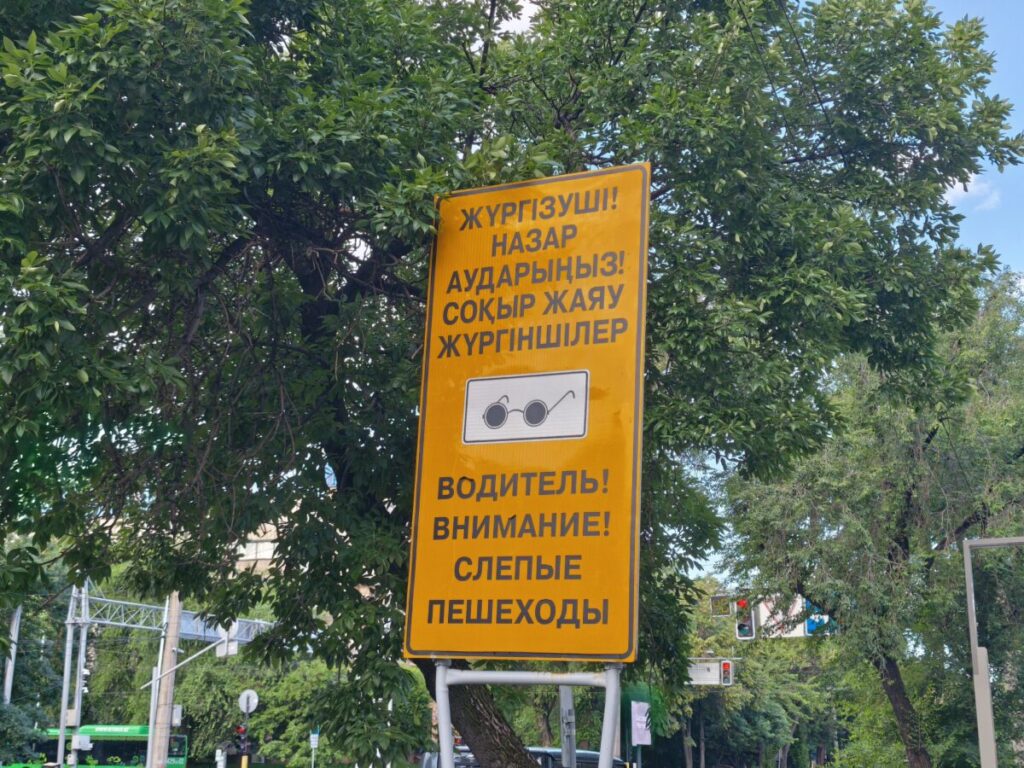 ЖҮРГІЗУШІ!
НАЗАР
АУДАРЫҢЫЗ!
СОҚЫР ЖАЯУ
ЖҮРГІНШІЛЕР
ВОДИТЕЛЬ!
ВНИМАНИЕ!
СЛЕПЫЕ
ПЕШЕХОДЫ